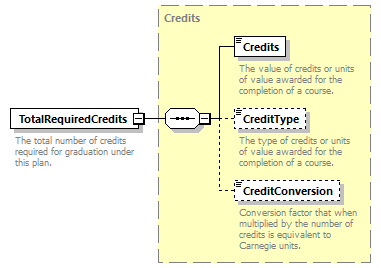 Credits
Credits
The value of credits or units
of value awarded for the
completion of a course.
TotalRequiredCredits
The total number of credits
required for graduation under
this plan.
CreditType
The type of credits or units
of value awarded for the
completion of a course.
CreditConversion
Conversion factor that when
multiplied by the number of
credits is equivalent to
Carnegie units.